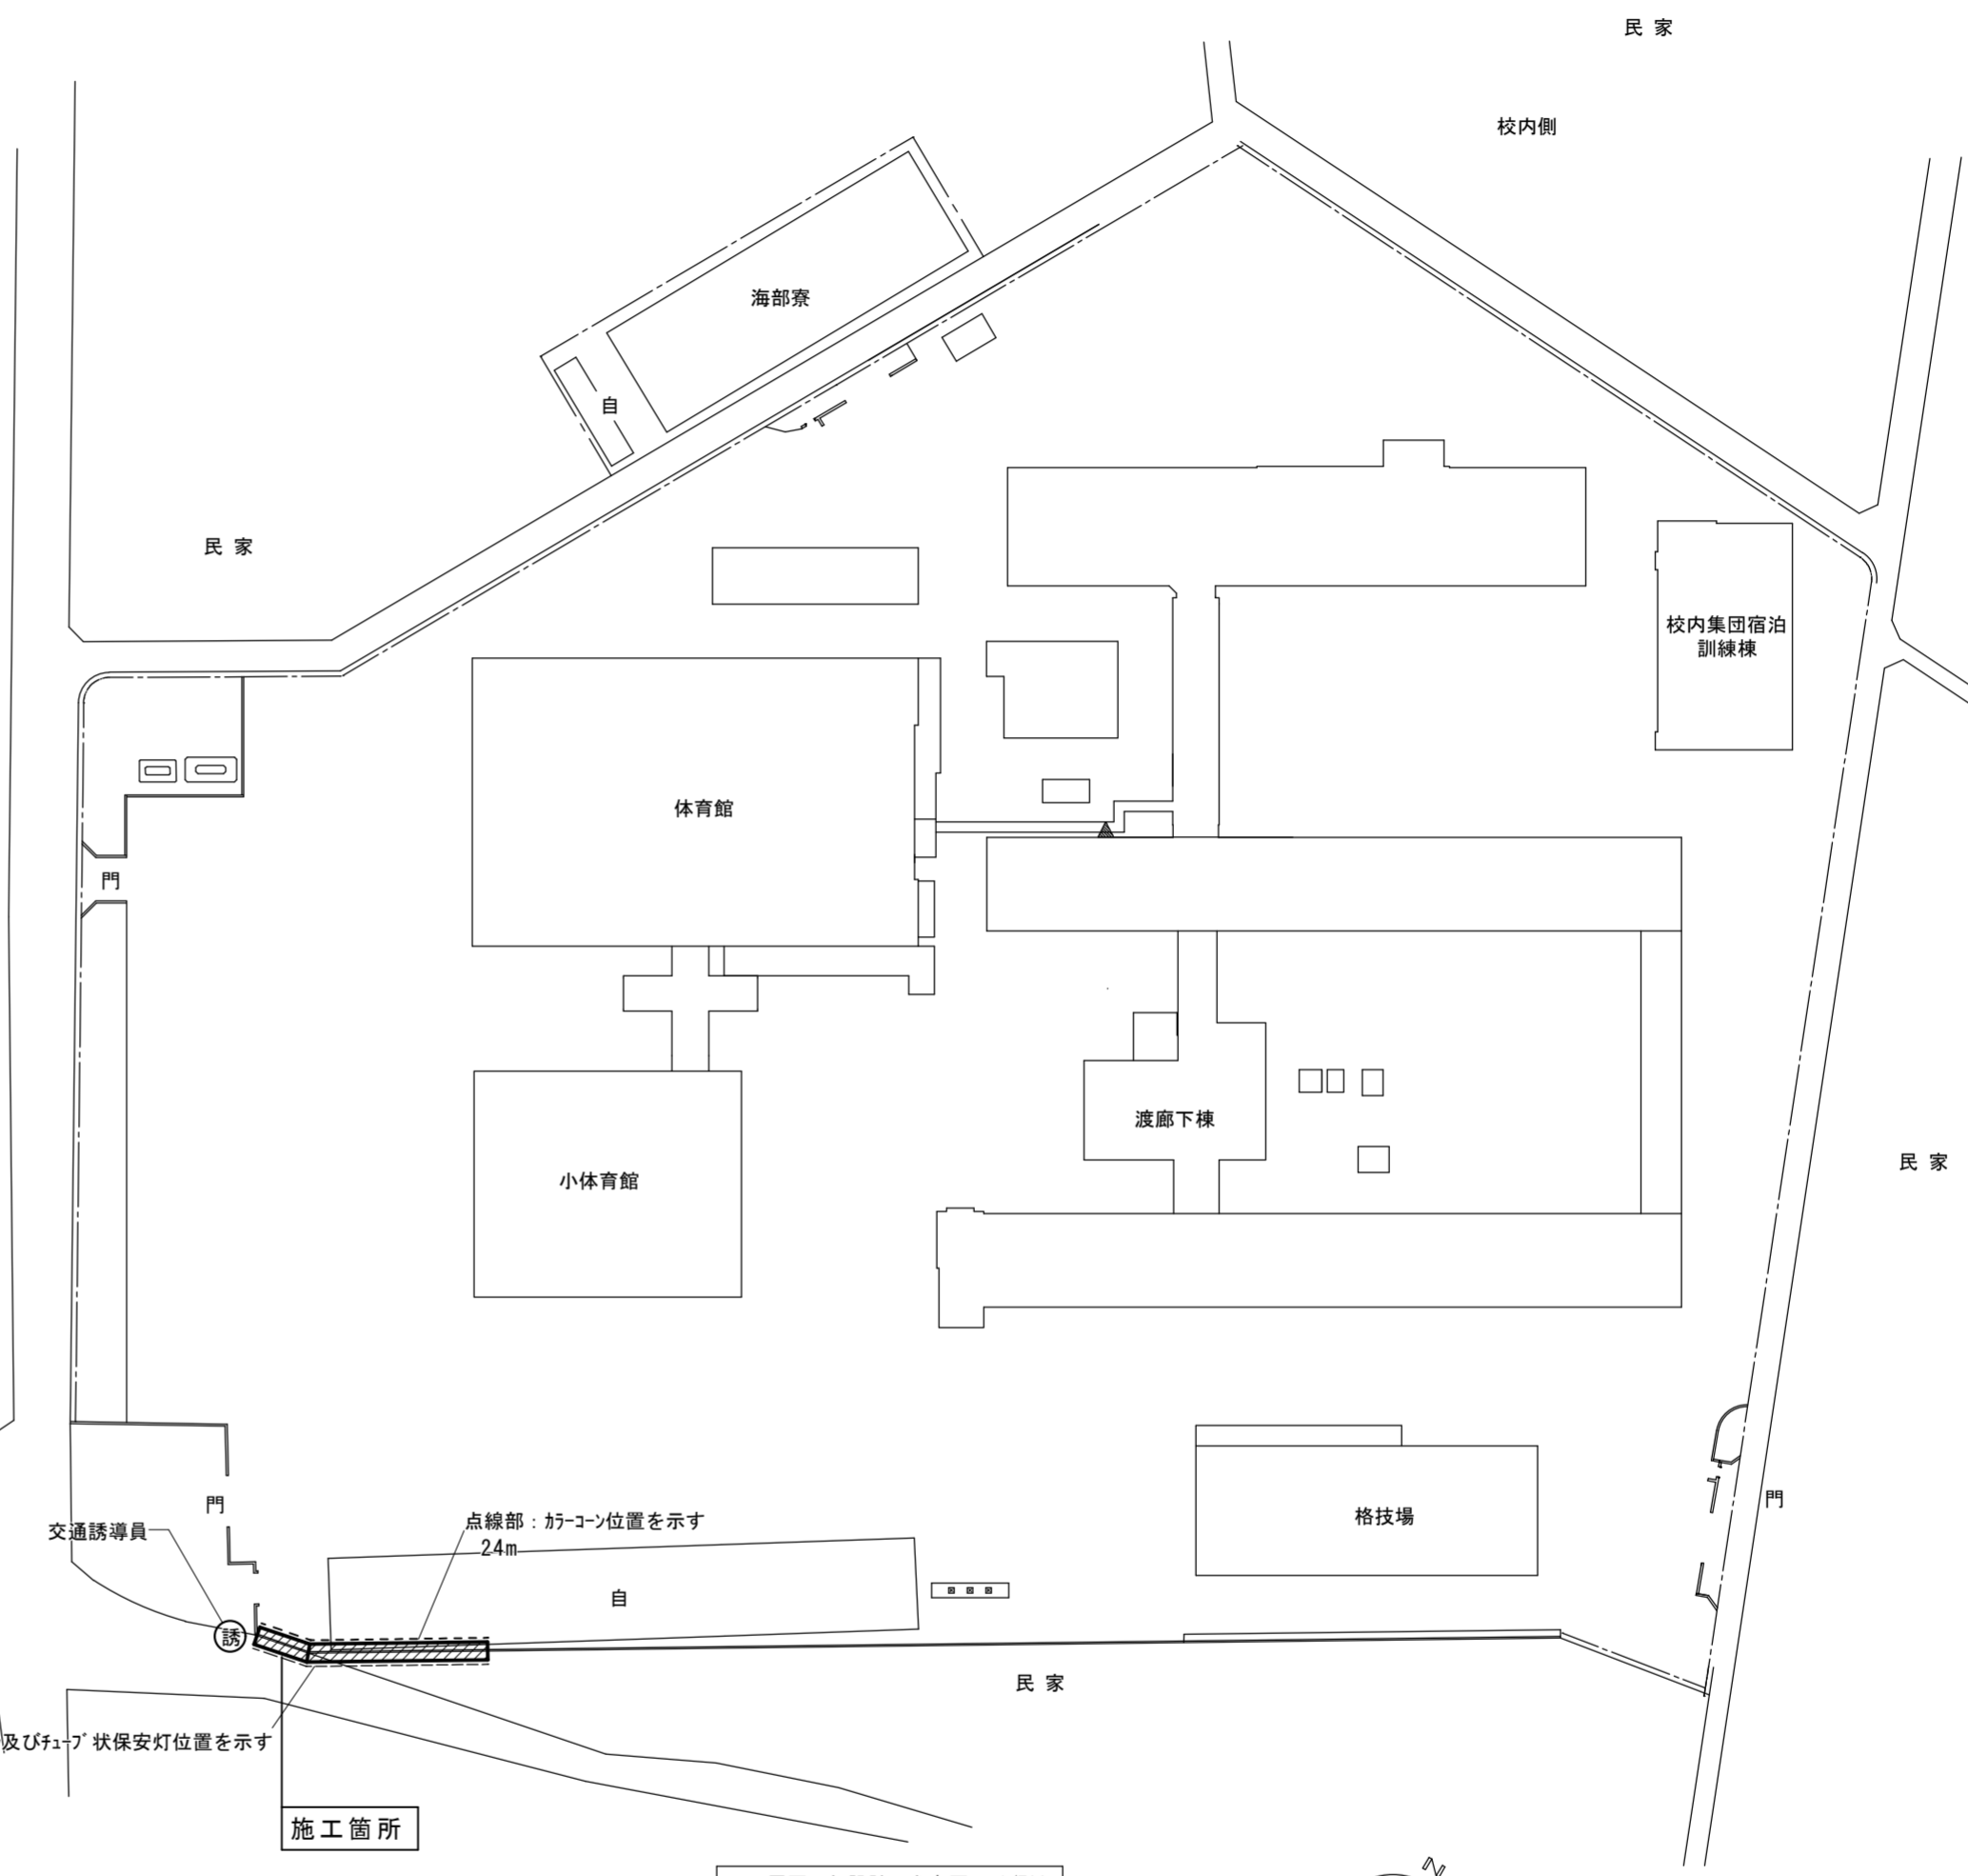 民 家
校内側
海部寮
自
民 家
校内集団宿泊
訓練棟
体育館
門
渡廊下棟
民 家
小体育館
門
門
交通誘導員
点線部：ｶﾗｰｺｰﾝ位置を示す
24m
格技場
自
誘
民 家
及びﾁｭｰﾌﾞ状保安灯位置を示す
施工箇所
N